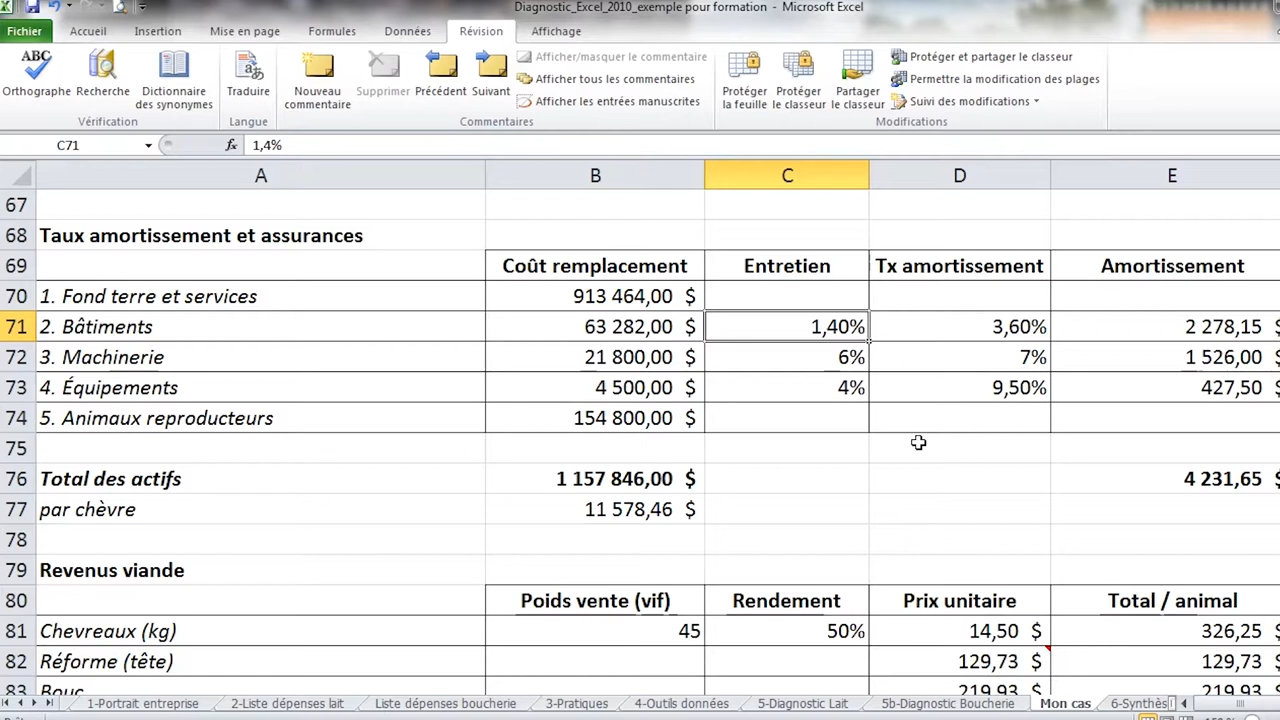 Diagnostic_Excel_2010_exemple pour formation - Microsoft Excel
Fichier Accueil Insertion Mise en page Formules Données Révision Affichage
ABC Orthographe
Recherche
Dictionnaire des synonymes
Traduire
Nouveau commentaire
Supprimer
Précédent
Suivant
Afficher/masquer le commentaire
Afficher tous les commentaires
Afficher les entrées manuscrites
Protéger la feuille
Protéger le classeur
Partager le classeur
Protéger et partager le classeur
Permettre la modification des plages
Suivi des modifications
Vérification Langue Commentaires Modifications
C71 fx 1,4%
A B C D E
67
68 Taux amortissement et assurances
69 Coût remplacement Entretien Tx amortissement Amortissement
70 1. Fond terre et services 913 464,00 $
71 2. Bâtiments 63 282,00 $ 1,40% 3,60% 2 278,15 $
72 3. Machinerie 21 800,00 $ 6% 7% 1 526,00 $
73 4. Équipements 4 500,00 $ 4% 9,50% 427,50 $
74 5. Animaux reproducteurs 154 800,00 $
75
76 Total des actifs 1 157 846,00 $ 4 231,65 $
77 par chèvre 11 578,46 $
78
79 Revenus viande
80 Poids vente (vif) Rendement Prix unitaire Total / animal
81 Chevreaux (kg) 45 50% 14,50 $ 326,25 $
82 Réforme (tête) 129,73 $ 129,73 $
83 Bouc 219,93 $ 219,93 $
1-Portrait entreprise 2-Liste dépenses lait Liste dépenses boucherie 3-Pratiques 4-Outils données 5-Diagnostic Lait 5b-Diagnostic Boucherie Mon cas 6-Synthès